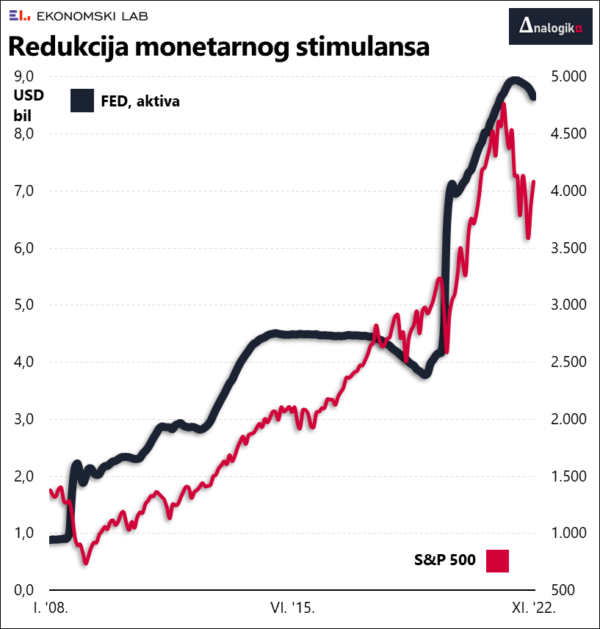 EKONOMSKI LAB
Analogika
Redukcija monetarnog stimulansa
9,0
5.000
USD
bil
FED, aktiva
8,0
4.500
7,0
4.000
6,0
3.500
5,0
3.000
4,0
2.500
3,0
2.000
2,0
1.500
1,0
1.000
S&P 500
0,0
500
I. '08.
VI. '15.
XI. '22.